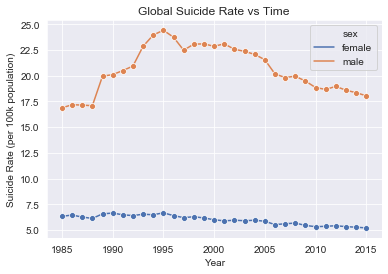 Global Suicide Rate vs Time
25.0
22.5
20.0
17.5
15.0
12.5
10.0
7.5
5.0
Suicide Rate (per 100k population)
sex
female
male
1985
1990
1995
2000
2005
2010
2015
Year